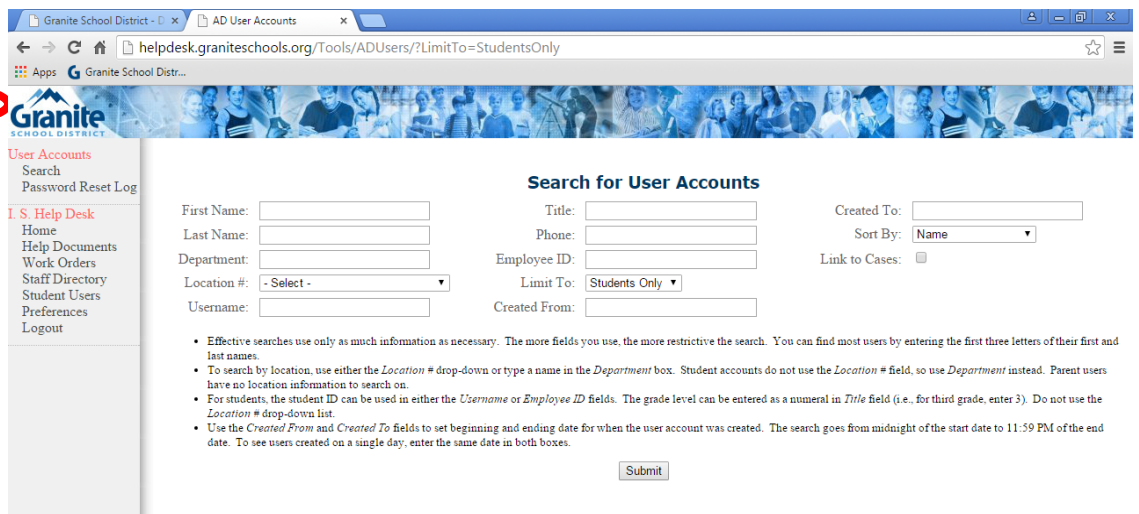 Granite School District - D
AD User Accounts
helpdesk.graniteschools.org/Tools/ADUsers/?LimitTo=StudentsOnly
Apps Granite School Distr...
Granite
SCHOOL DISTRICT
User Accounts
Search
Password Reset Log
I. S. Help Desk
Home
Help Documents
Work Orders
Staff Directory
Student Users
Preferences
Logout
Search for User Accounts
First Name: Title: Created To:
Last Name: Phone: Sort By: Name
Department: Employee ID: Link to Cases:
Location #: - Select - Limit To: Students Only
Username: Created From:
• Effective searches use only as much information as necessary. The more fields you use, the more restrictive the search. You can find most users by entering the first three letters of their first and
last names.
• To search by location, use either the Location # drop-down or type a name in the Department box. Student accounts do not use the Location # field, so use Department instead. Parent users
have no location information to search on.
• For students, the student ID can be used in either the Username or Employee ID fields. The grade level can be entered as a numeral in Title field (i.e., for third grade, enter 3). Do not use the
Location # drop-down list.
• Use the Created From and Created To fields to set beginning and ending date for when the user account was created. The search goes from midnight of the start date to 11:59 PM of the end
date. To see users created on a single day, enter the same date in both boxes.
Submit